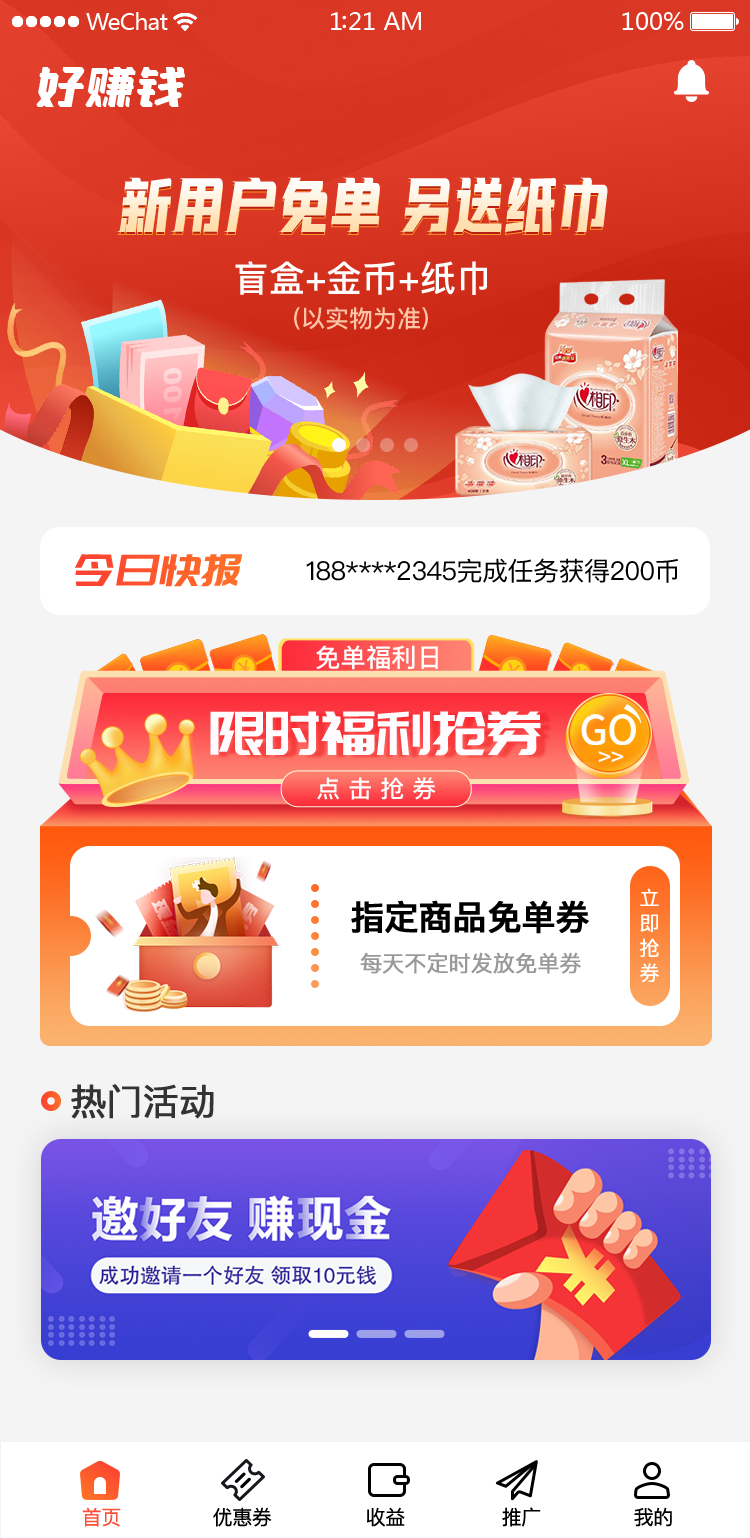 WeChat 1:21 AM 100%
好赚钱
新用户免单 另送纸巾
盲盒+金币+纸巾
(以实物为准)
心相印
心相印
今日快报 188****2345完成任务获得200币
免单福利日
限时福利抢券
GO
>>
点击抢券
指定商品免单券
每天不定时发放免单券
立即抢券
热门活动
邀好友 赚现金
成功邀请一个好友 领取10元钱
¥
首页 优惠券 收益 推广 我的